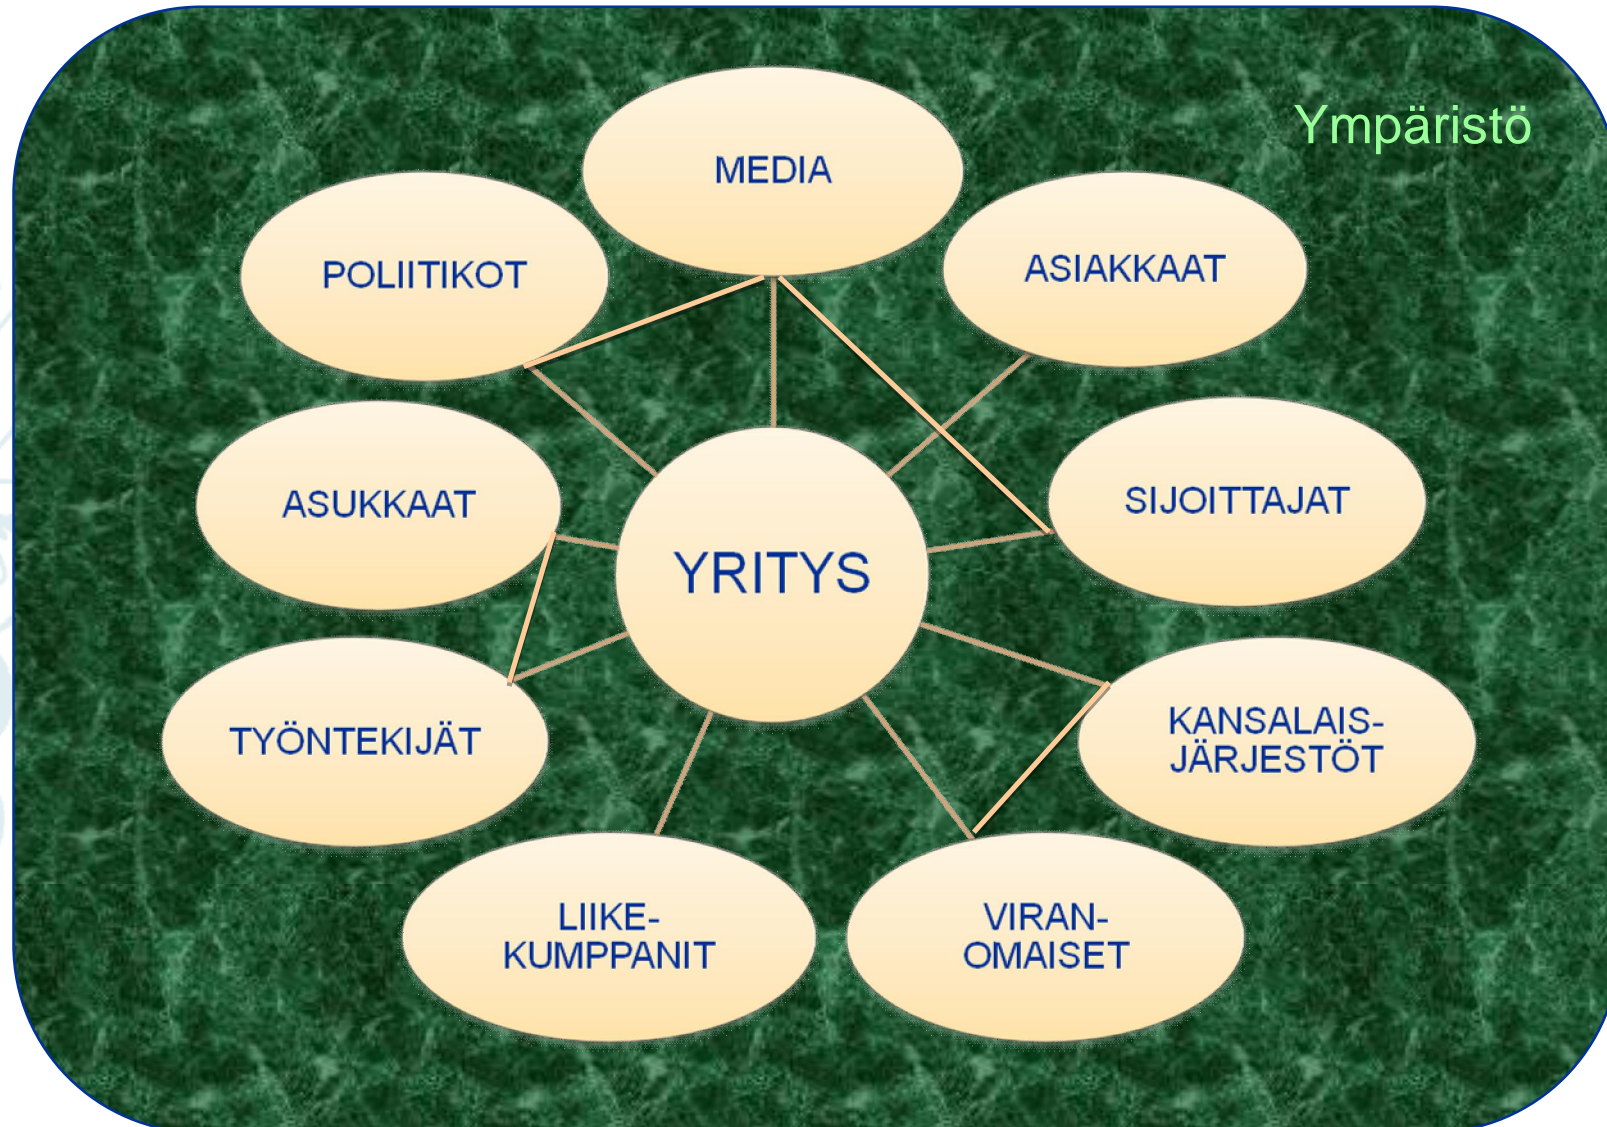 Ympäristö
MEDIA
ASIAKKAAT
POLIITIKOT
SIJOITTAJAT
ASUKKAAT
YRITYS
KANSALAIS-
JÄRJESTÖT
TYÖNTEKIJÄT
LIIKE-
KUMPPANIT
VIRAN-
OMAISET